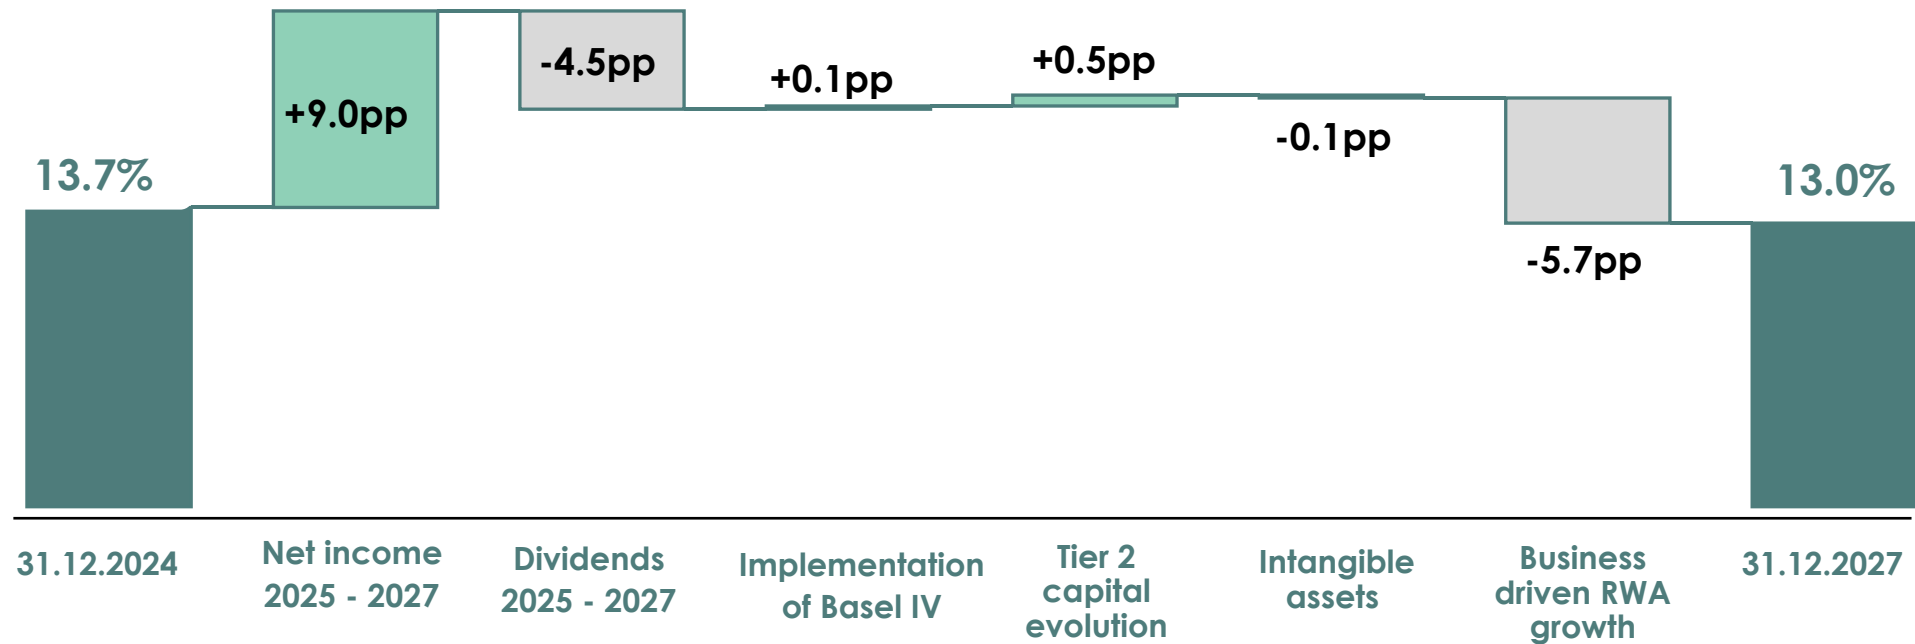 13.7%
+9.0pp
-4.5pp
+0.1pp
+0.5pp
-0.1pp
-5.7pp
13.0%
31.12.2024
Net income
2025 - 2027
Dividends
2025 - 2027
Implementation
of Basel IV
Tier 2
capital
evolution
Intangible
assets
Business
driven RWA
growth
31.12.2027